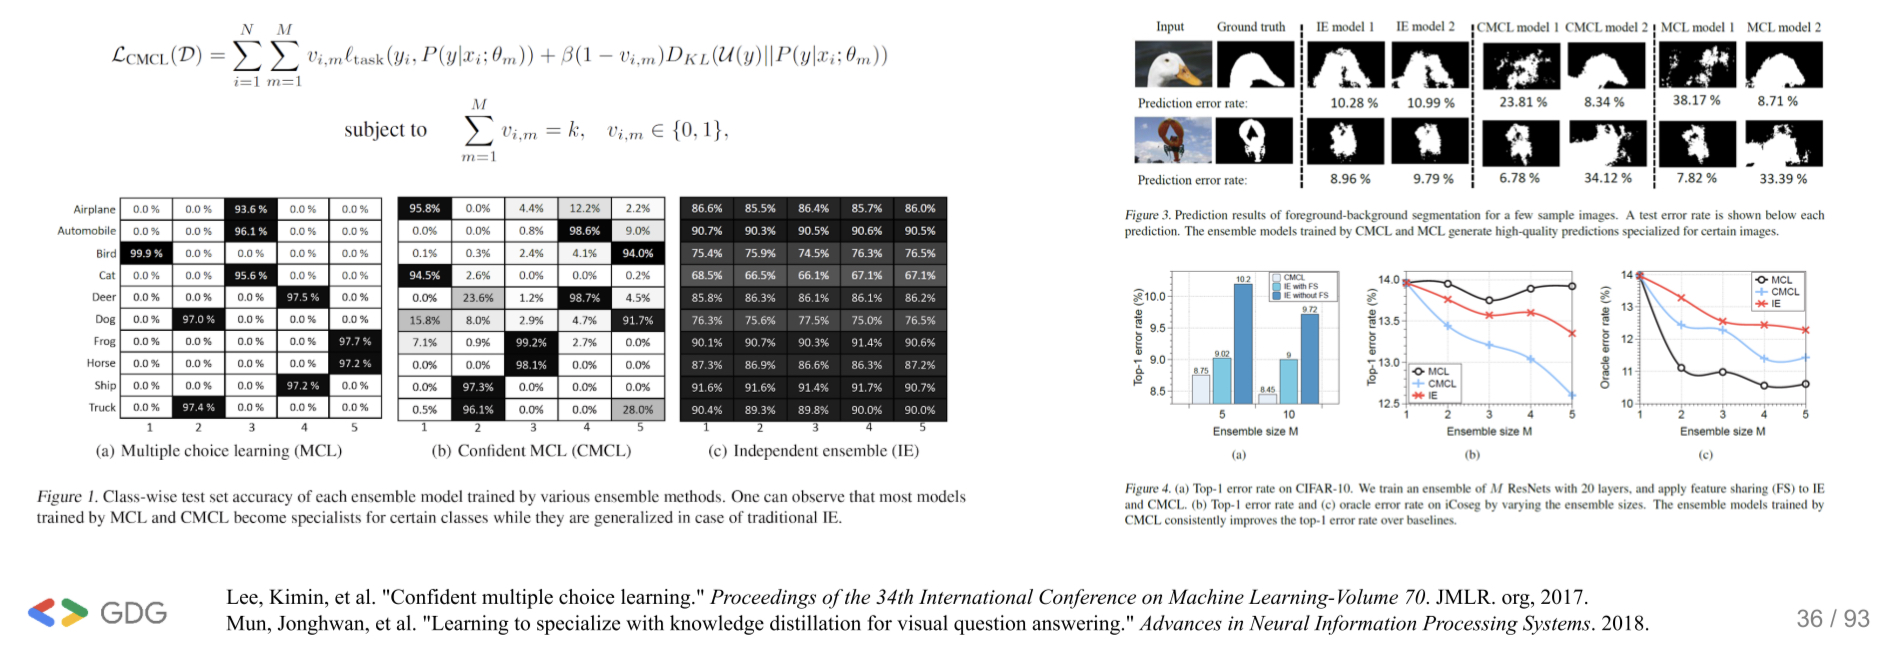 L_CMCL(D) = ∑_{i=1}^{N} ∑_{m=1}^{M} v_{i,m} ℓ_task(y_i, P(y|x_i; θ_m)) + β(1 − v_{i,m}) D_{KL}(U(y)||P(y|x_i; θ_m))
subject to ∑_{m=1}^{M} v_{i,m} = k, v_{i,m} ∈ {0, 1},
Airplane 0.0 % 0.0 % 93.6 % 0.0 % 0.0 %
Automobile 0.0 % 0.0 % 96.1 % 0.0 % 0.0 %
Bird 99.9 % 0.0 % 0.0 % 0.0 % 0.0 %
Cat 0.0 % 0.0 % 95.6 % 0.0 % 0.0 %
Deer 0.0 % 0.0 % 0.0 % 97.5 % 0.0 %
Dog 0.0 % 97.0 % 0.0 % 0.0 % 0.0 %
Frog 0.0 % 0.0 % 0.0 % 0.0 % 97.7 %
Horse 0.0 % 0.0 % 0.0 % 0.0 % 97.2 %
Ship 0.0 % 0.0 % 0.0 % 97.2 % 0.0 %
Truck 0.0 % 97.4 % 0.0 % 0.0 % 0.0 %
1 2 3 4 5
(a) Multiple choice learning (MCL)
95.8% 0.0% 4.4% 12.2% 2.2%
0.0% 0.0% 0.8% 98.6% 9.0%
0.1% 0.3% 2.4% 4.1% 94.0%
94.5% 2.6% 0.0% 0.0% 0.2%
0.0% 23.6% 1.2% 98.7% 4.5%
15.8% 8.0% 2.9% 4.7% 91.7%
7.1% 0.9% 99.2% 2.7% 0.0%
0.0% 0.0% 98.1% 0.0% 0.0%
0.0% 97.3% 0.0% 0.0% 0.0%
0.5% 96.1% 0.0% 0.0% 28.0%
1 2 3 4 5
(b) Confident MCL (CMCL)
86.6% 85.5% 86.4% 85.7% 86.0%
90.7% 90.3% 90.5% 90.6% 90.5%
75.4% 75.9% 74.5% 76.3% 76.5%
68.5% 66.5% 66.1% 67.1% 67.1%
85.8% 86.3% 86.1% 86.1% 86.2%
76.3% 75.6% 77.5% 75.0% 76.5%
90.1% 90.7% 90.3% 91.4% 90.6%
87.3% 86.9% 86.6% 86.3% 87.2%
91.6% 91.6% 91.4% 91.7% 90.7%
90.4% 89.3% 89.8% 90.0% 90.0%
1 2 3 4 5
(c) Independent ensemble (IE)
Figure 1. Class-wise test set accuracy of each ensemble model trained by various ensemble methods. One can observe that most models
trained by MCL and CMCL become specialists for certain classes while they are generalized in case of traditional IE.
Input Ground truth IE model 1 IE model 2 CMCL model 1 CMCL model 2 MCL model 1 MCL model 2
Prediction error rate: 10.28 % 10.99 % 23.81 % 8.34 % 38.17 % 8.71 %
Prediction error rate: 8.96 % 9.79 % 6.78 % 34.12 % 7.82 % 33.39 %
Figure 3. Prediction results of foreground-background segmentation for a few sample images. A test error rate is shown below each
prediction. The ensemble models trained by CMCL and MCL generate high-quality predictions specialized for certain images.
Top-1 error rate (%)
10.0
9.5
9.0
8.5
8.75 9.02 10.2
8.45 9 9.72
CMCL
IE with FS
IE without FS
5 10
Ensemble size M
(a)
Top-1 error rate (%)
14.0
13.5
13.0
12.5
MCL
CMCL
IE
1 2 3 4 5
Ensemble size M
(b)
Oracle error rate (%)
14
13
12
11
10
MCL
CMCL
IE
1 2 3 4 5
Ensemble size M
(c)
Figure 4. (a) Top-1 error rate on CIFAR-10. We train an ensemble of M ResNets with 20 layers, and apply feature sharing (FS) to IE
and CMCL. (b) Top-1 error rate and (c) oracle error rate on iCoseg by varying the ensemble sizes. The ensemble models trained by
CMCL consistently improves the top-1 error rate over baselines.
GDG
Lee, Kimin, et al. "Confident multiple choice learning." Proceedings of the 34th International Conference on Machine Learning-Volume 70. JMLR. org, 2017.
Mun, Jonghwan, et al. "Learning to specialize with knowledge distillation for visual question answering." Advances in Neural Information Processing Systems. 2018.
36 / 93